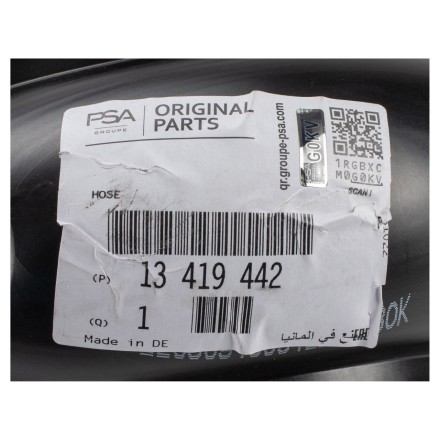 PSA
GROUPE
ORIGINAL
PARTS
qr.groupe-psa.com
G0KV
1RGBXC
M0G0KV
SCAN!
HOSE
(P) 13 419 442
(Q) 1
Made in DE
في المانيا